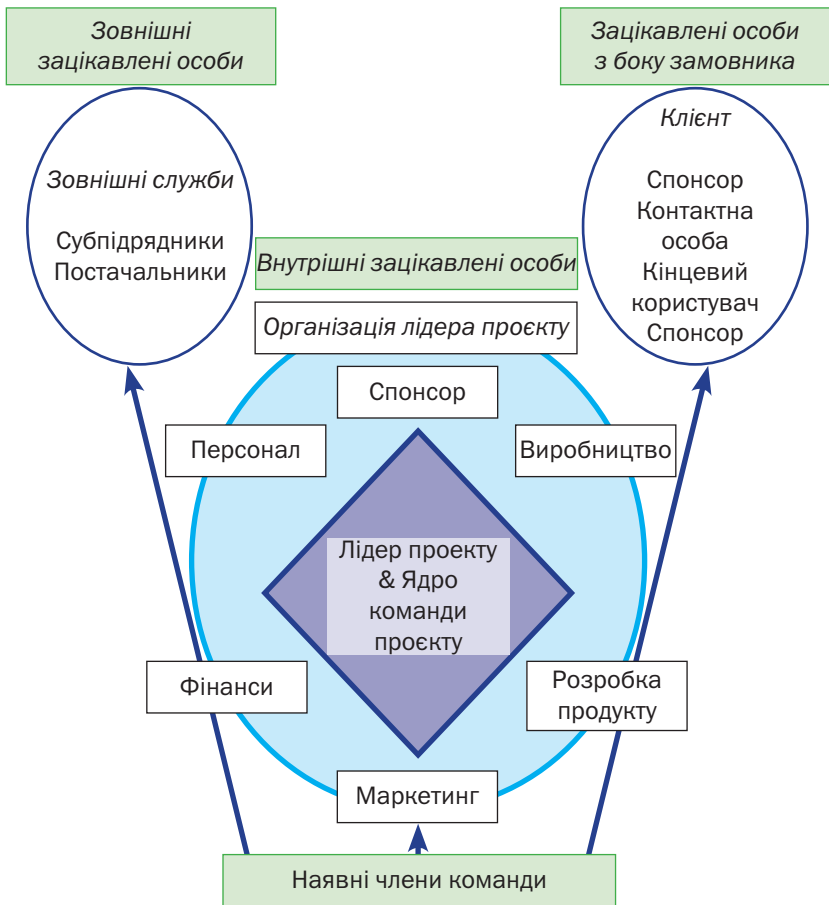 Зовнішні
зацікавлені особи
Зацікавлені особи
з боку замовника
Зовнішні служби
Субпідрядники
Постачальники
Клієнт
Спонсор
Контактна
особа
Кінцевий
користувач
Спонсор
Внутрішні зацікавлені особи
Організація лідера проєкту
Спонсор
Персонал
Виробництво
Лідер проекту
& Ядро
команди
проєкту
Фінанси
Розробка
продукту
Маркетинг
Наявні члени команди